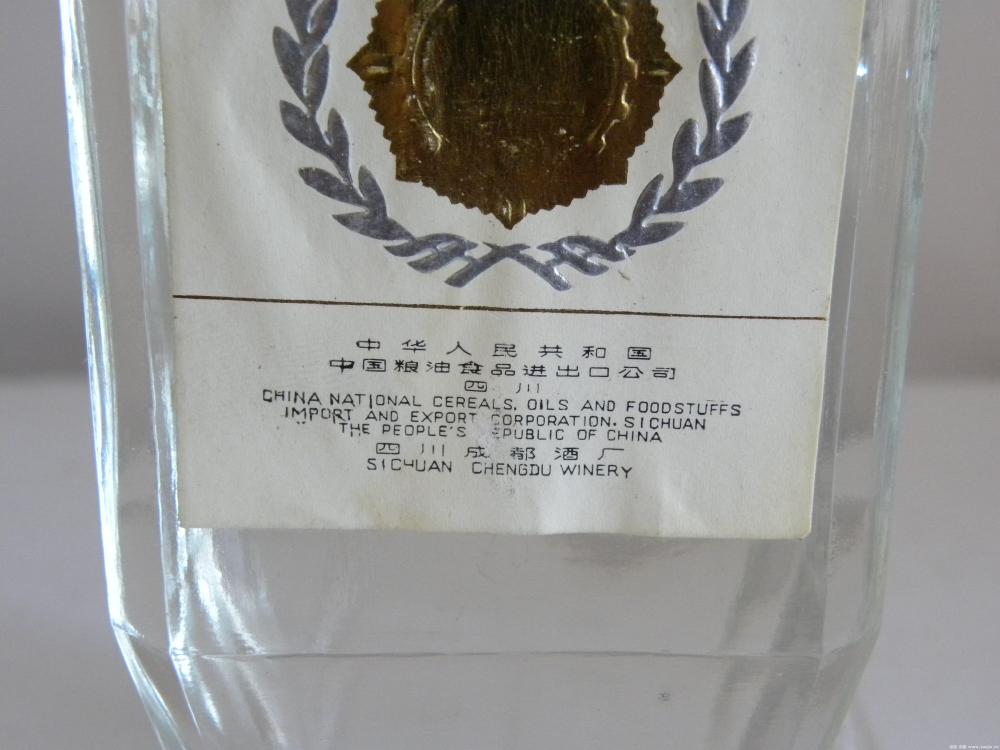 中华人民共和国
中国粮油食品进出口公司
四川
CHINA NATIONAL CEREALS, OILS AND FOODSTUFFS
IMPORT AND EXPORT CORPORATION. SICHUAN
THE PEOPLE'S EPUBLIC OF CHINA
四川成都酒厂
SICHUAN CHENGDU WINERY